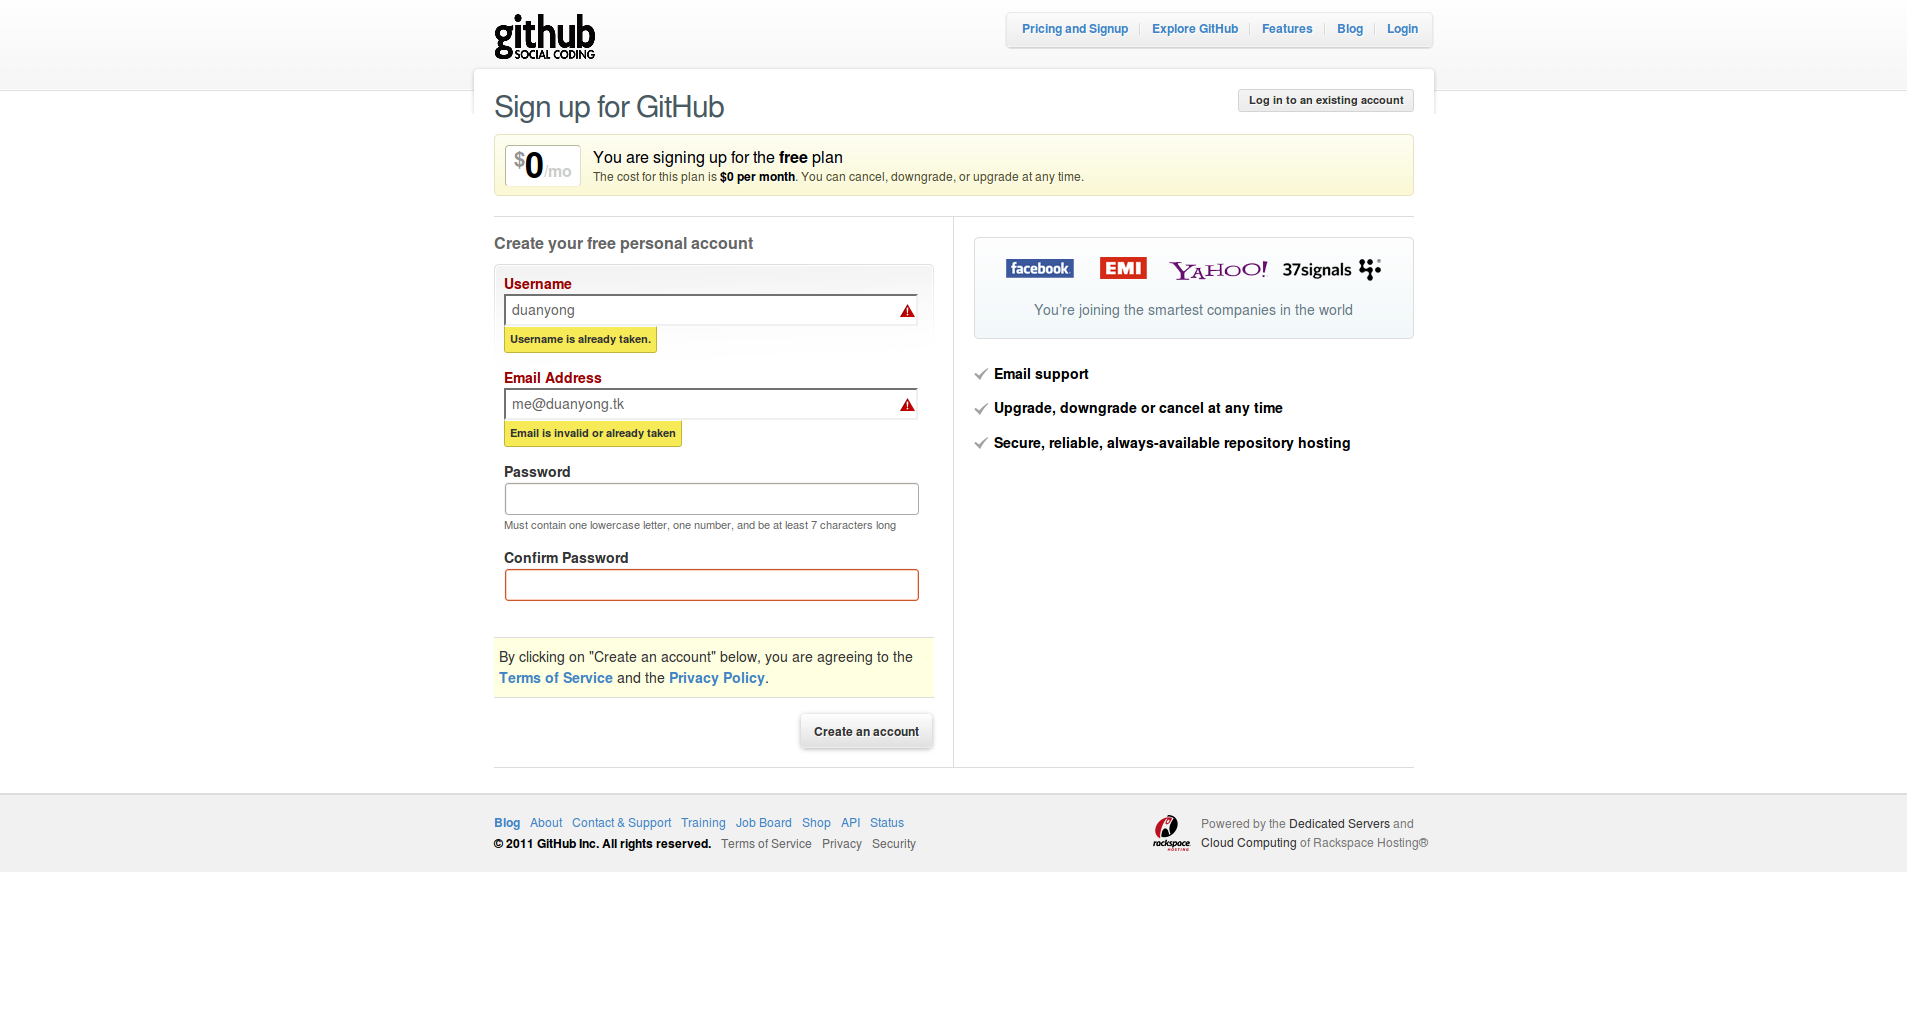 github
SOCIAL CODING
Pricing and Signup
Explore GitHub
Features
Blog
Login
Sign up for GitHub
Log in to an existing account
$0/mo
You are signing up for the free plan
The cost for this plan is $0 per month. You can cancel, downgrade, or upgrade at any time.
Create your free personal account
Username
duanyong
Username is already taken.
Email Address
me@duanyong.tk
Email is invalid or already taken
Password
Must contain one lowercase letter, one number, and be at least 7 characters long
Confirm Password
By clicking on "Create an account" below, you are agreeing to the
Terms of Service and the Privacy Policy.
Create an account
facebook EMI YAHOO! 37signals
You're joining the smartest companies in the world
Email support
Upgrade, downgrade or cancel at any time
Secure, reliable, always-available repository hosting
Blog About Contact & Support Training Job Board Shop API Status
© 2011 GitHub Inc. All rights reserved. Terms of Service Privacy Security
rackspace
HOSTING
Powered by the Dedicated Servers and
Cloud Computing of Rackspace Hosting®